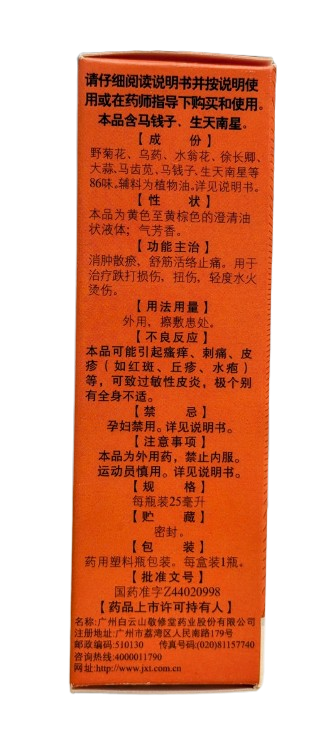 请仔细阅读说明书并按说明使
用或在药师指导下购买和使用。
本品含马钱子、生天南星。
【成份】
野菊花、乌药、水翁花、徐长卿、
大蒜、马齿苋、马钱子、生天南星等
86味。辅料为植物油。详见说明书。
【性状】
本品为黄色至黄棕色的澄清油
状液体；气芳香。
【功能主治】
消肿散瘀，舒筋活络止痛。用于
治疗跌打损伤，扭伤，轻度水火
烫伤。
【用法用量】
外用，擦敷患处。
【不良反应】
本品可能引起瘙痒、刺痛、皮
疹（如红斑、丘疹、水疱）
等，可致过敏性皮炎，极个别
有全身不适。
【禁忌】
孕妇禁用。详见说明书。
【注意事项】
本品为外用药，禁止内服。
运动员慎用。详见说明书。
【规格】
每瓶装25毫升
【贮藏】
密封。
【包装】
药用塑料瓶包装。每盒装1瓶。
【批准文号】
国药准字Z44020998
【药品上市许可持有人】
名称:广州白云山敬修堂药业股份有限公司
注册地址:广州市荔湾区人民南路179号
邮政编码:510130 传真号码:(020)81157740
咨询热线:4000011790
网址:http://www.jxt.com.cn